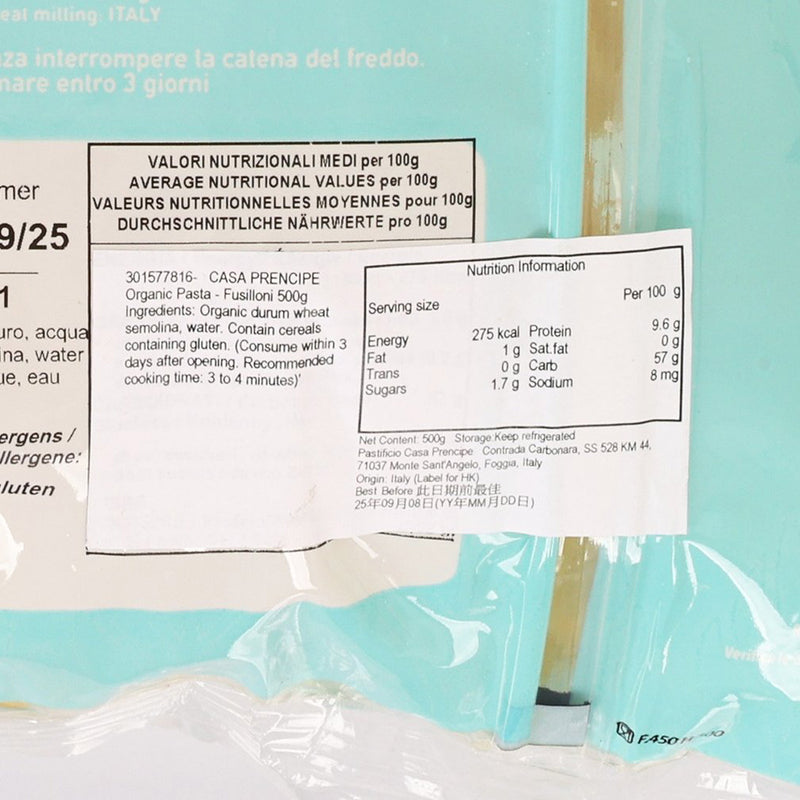 eal milling: ITALY
za interrompere la catena del freddo.
mare entro 3 giorni
VALORI NUTRIZIONALI MEDI per 100g
AVERAGE NUTRITIONAL VALUES per 100g
VALEURS NUTRITIONNELLES MOYENNES pour 100g
DURCHSCHNITTLICHE NÄHRWERTE pro 100g
mer
9/25
1
uro, acqua
ina, water
ue, eau
ergens /
llergene:
gluten
301577816- CASA PRENCIPE
Organic Pasta - Fusilloni 500g
Ingredients: Organic durum wheat
semolina, water. Contain cereals
containing gluten. (Consume within 3
days after opening. Recommended
cooking time: 3 to 4 minutes)'
Nutrition Information
Per 100 g
Serving size
Energy 275 kcal Protein 9.6 g
Fat 1 g Sat.fat 0 g
Trans 0 g Carb 57 g
Sugars 1.7 g Sodium 8 mg
Net Content: 500g Storage:Keep refrigerated
Pastificio Casa Prencipe Contrada Carbonara, SS 528 KM 44,
71037 Monte Sant'Angelo, Foggia, Italy
Origin: Italy (Label for HK)
Best Before 此日期前最佳
25年09月08日(YY年MM月DD日)